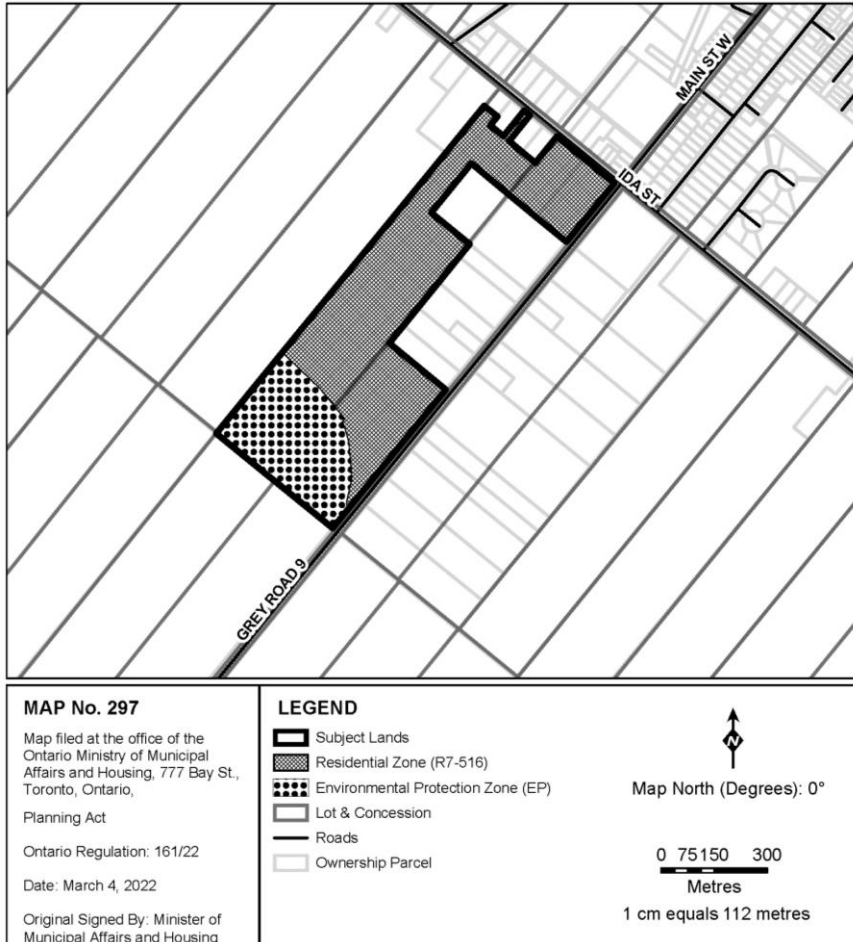 MAIN ST W
IDA ST
GREY ROAD 9
MAP No. 297
Map filed at the office of the
Ontario Ministry of Municipal
Affairs and Housing, 777 Bay St.,
Toronto, Ontario,
Planning Act
Ontario Regulation: 161/22
Date: March 4, 2022
Original Signed By: Minister of
Municipal Affairs and Housing
LEGEND
Subject Lands
Residential Zone (R7-516)
Environmental Protection Zone (EP)
Lot & Concession
Roads
Ownership Parcel
N
Map North (Degrees): 0°
0 75 150 300
Metres
1 cm equals 112 metres